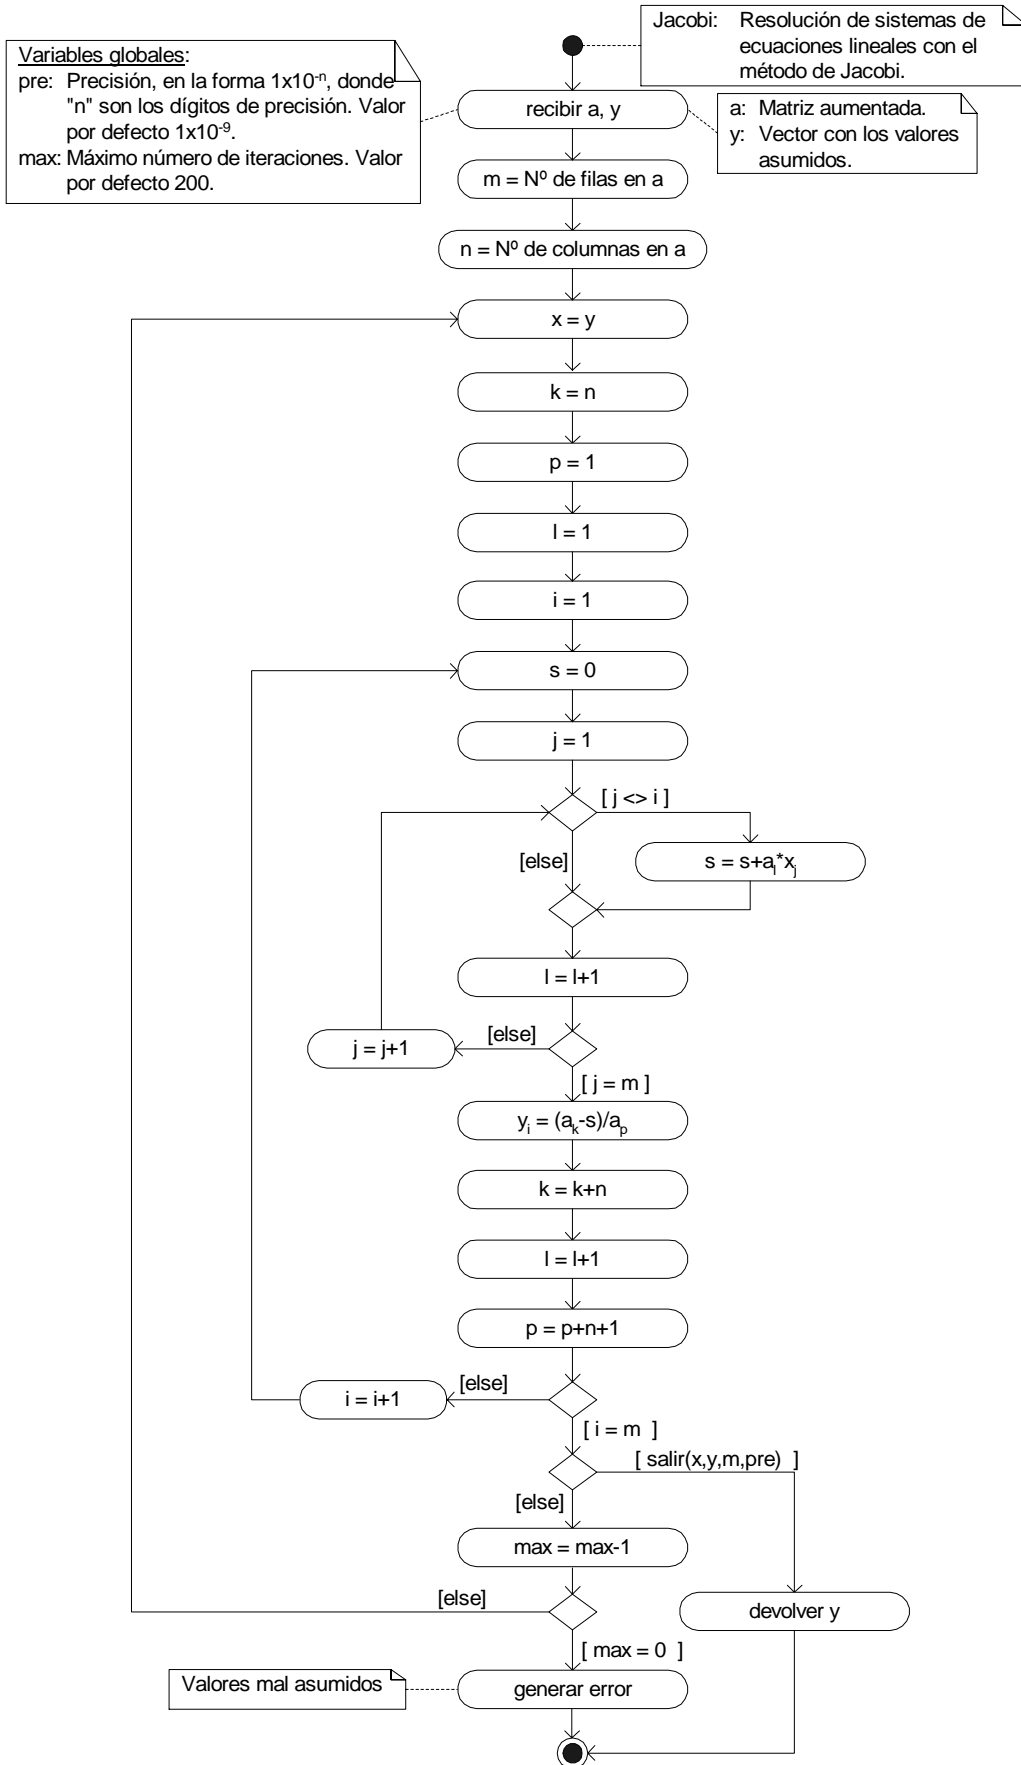 Jacobi: Resolución de sistemas de
ecuaciones lineales con el
método de Jacobi.
Variables globales:
pre: Precisión, en la forma 1x10⁻ⁿ, donde
"n" son los dígitos de precisión. Valor
por defecto 1x10⁻⁹.
max: Máximo número de iteraciones. Valor
por defecto 200.
recibir a, y
a: Matriz aumentada.
y: Vector con los valores
asumidos.
m = Nº de filas en a
n = Nº de columnas en a
x = y
k = n
p = 1
l = 1
i = 1
s = 0
j = 1
[ j <> i ]
[else]
s = s+aₗ*xⱼ
l = l+1
[else]
j = j+1
[ j = m ]
yᵢ = (aₖ-s)/aₚ
k = k+n
l = l+1
p = p+n+1
[else]
i = i+1
[ i = m ]
[ salir(x,y,m,pre) ]
[else]
max = max-1
[else]
devolver y
[ max = 0 ]
Valores mal asumidos
generar error